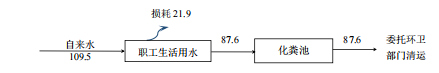 损耗 21.9
自来水
109.5
职工生活用水
87.6
化粪池
87.6
委托环卫
部门清运